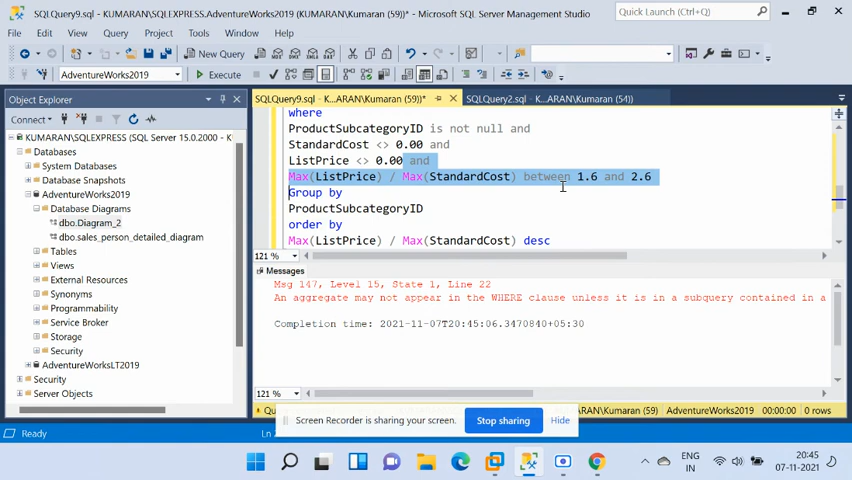 SQLQuery9.sql - KUMARAN\SQLEXPRESS.AdventureWorks2019 (KUMARAN\Kumaran (59))* - Microsoft SQL Server Management Studio
Quick Launch (Ctrl+Q)
File Edit View Query Project Tools Window Help
New Query
AdventureWorks2019
Execute
Object Explorer
SQLQuery9.sql - K...ARAN\Kumaran (59))*
SQLQuery2.sql - K...ARAN\Kumaran (54))
Connect
KUMARAN\SQLEXPRESS (SQL Server 15.0.2000 - KUMARAN
Databases
System Databases
Database Snapshots
AdventureWorks2019
Database Diagrams
dbo.Diagram_2
dbo.sales_person_detailed_diagram
Tables
Views
External Resources
Synonyms
Programmability
Service Broker
Storage
Security
AdventureWorksLT2019
Security
Server Objects
where
ProductSubcategoryID is not null and
StandardCost <> 0.00 and
ListPrice <> 0.00 and
Max(ListPrice) / Max(StandardCost) between 1.6 and 2.6
Group by
ProductSubcategoryID
order by
Max(ListPrice) / Max(StandardCost) desc
121 %
Messages
Msg 147, Level 15, State 1, Line 22
An aggregate may not appear in the WHERE clause unless it is in a subquery contained in a
Completion time: 2021-11-07T20:45:06.3470840+05:30
121 %
KUMARAN\Kumaran (59) AdventureWorks2019 00:00:00 0 rows
Screen Recorder is sharing your screen.
Stop sharing
Hide
Ready
ENG
IN
20:45
07-11-2021